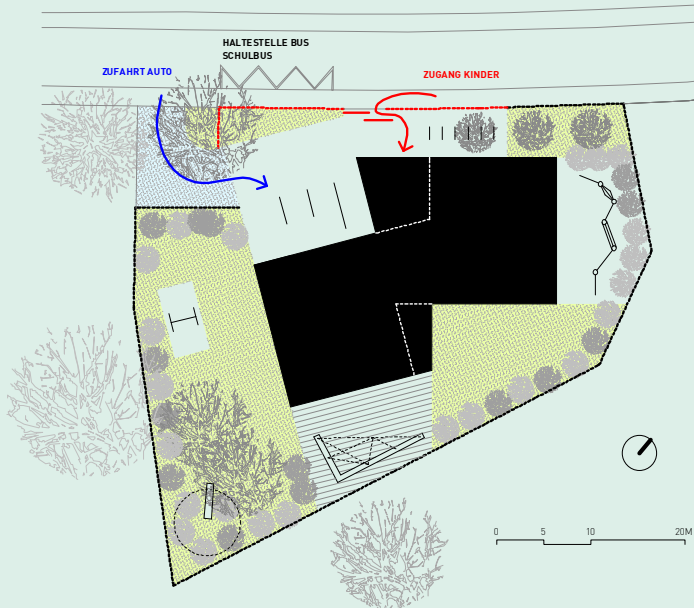 HALTESTELLE BUS
SCHULBUS
ZUFAHRT AUTO
ZUGANG KINDER
0 5 10 20M